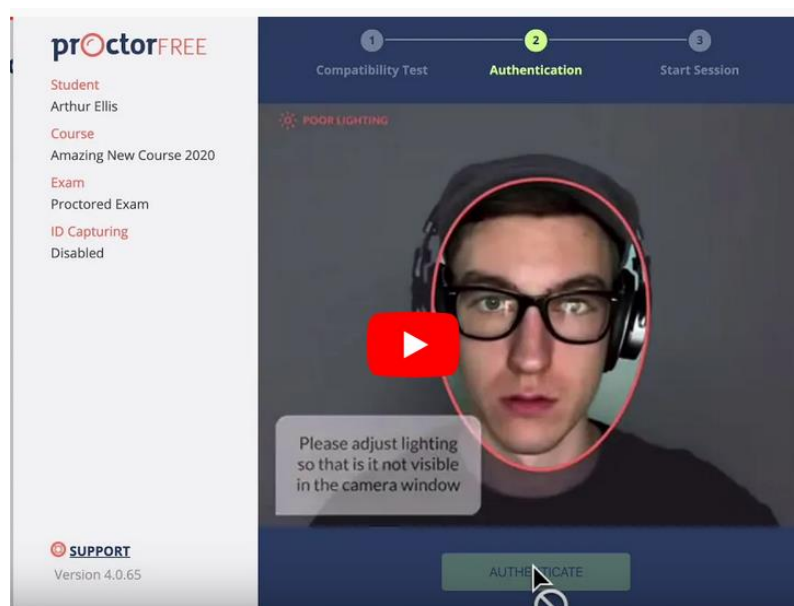 prOctorFREE
Student
Arthur Ellis
Course
Amazing New Course 2020
Exam
Proctored Exam
ID Capturing
Disabled
SUPPORT
Version 4.0.65
1
2
3
Compatibility Test
Authentication
Start Session
POOR LIGHTING
Please adjust lighting
so that is it not visible
in the camera window
AUTHENTICATE